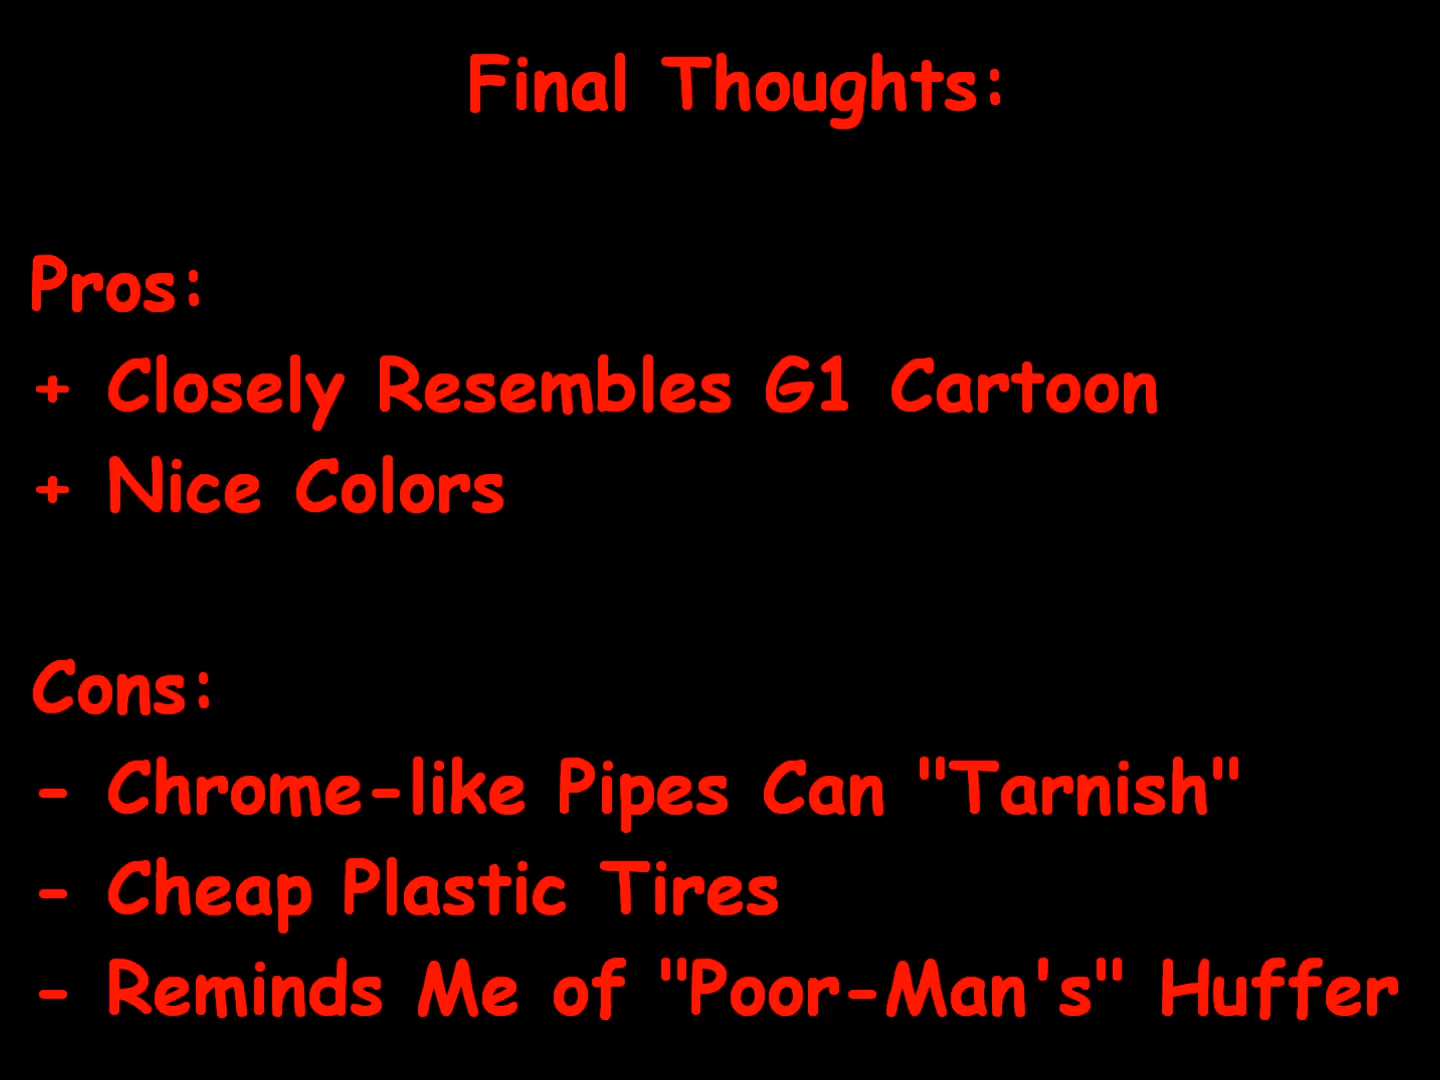 Final Thoughts:
Pros:
+ Closely Resembles G1 Cartoon
+ Nice Colors
Cons:
- Chrome-like Pipes Can "Tarnish"
- Cheap Plastic Tires
- Reminds Me of "Poor-Man's" Huffer